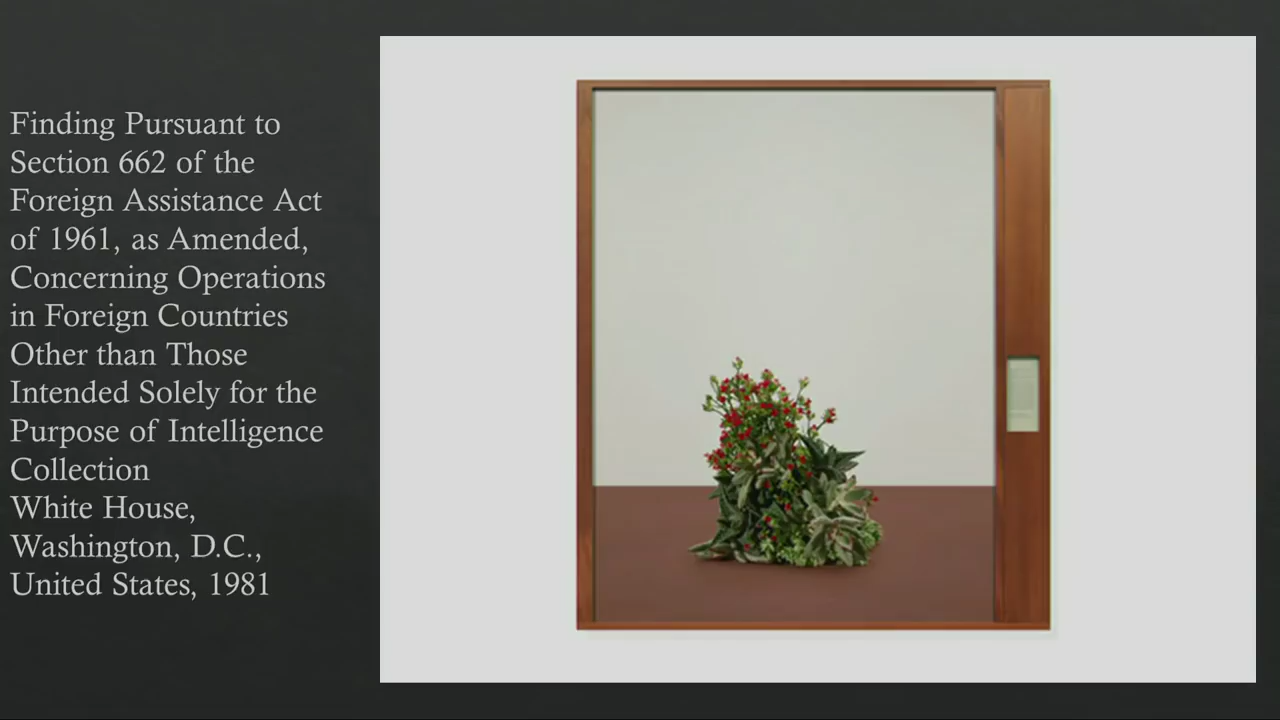 Finding Pursuant to
Section 662 of the
Foreign Assistance Act
of 1961, as Amended,
Concerning Operations
in Foreign Countries
Other than Those
Intended Solely for the
Purpose of Intelligence
Collection
White House,
Washington, D.C.,
United States, 1981